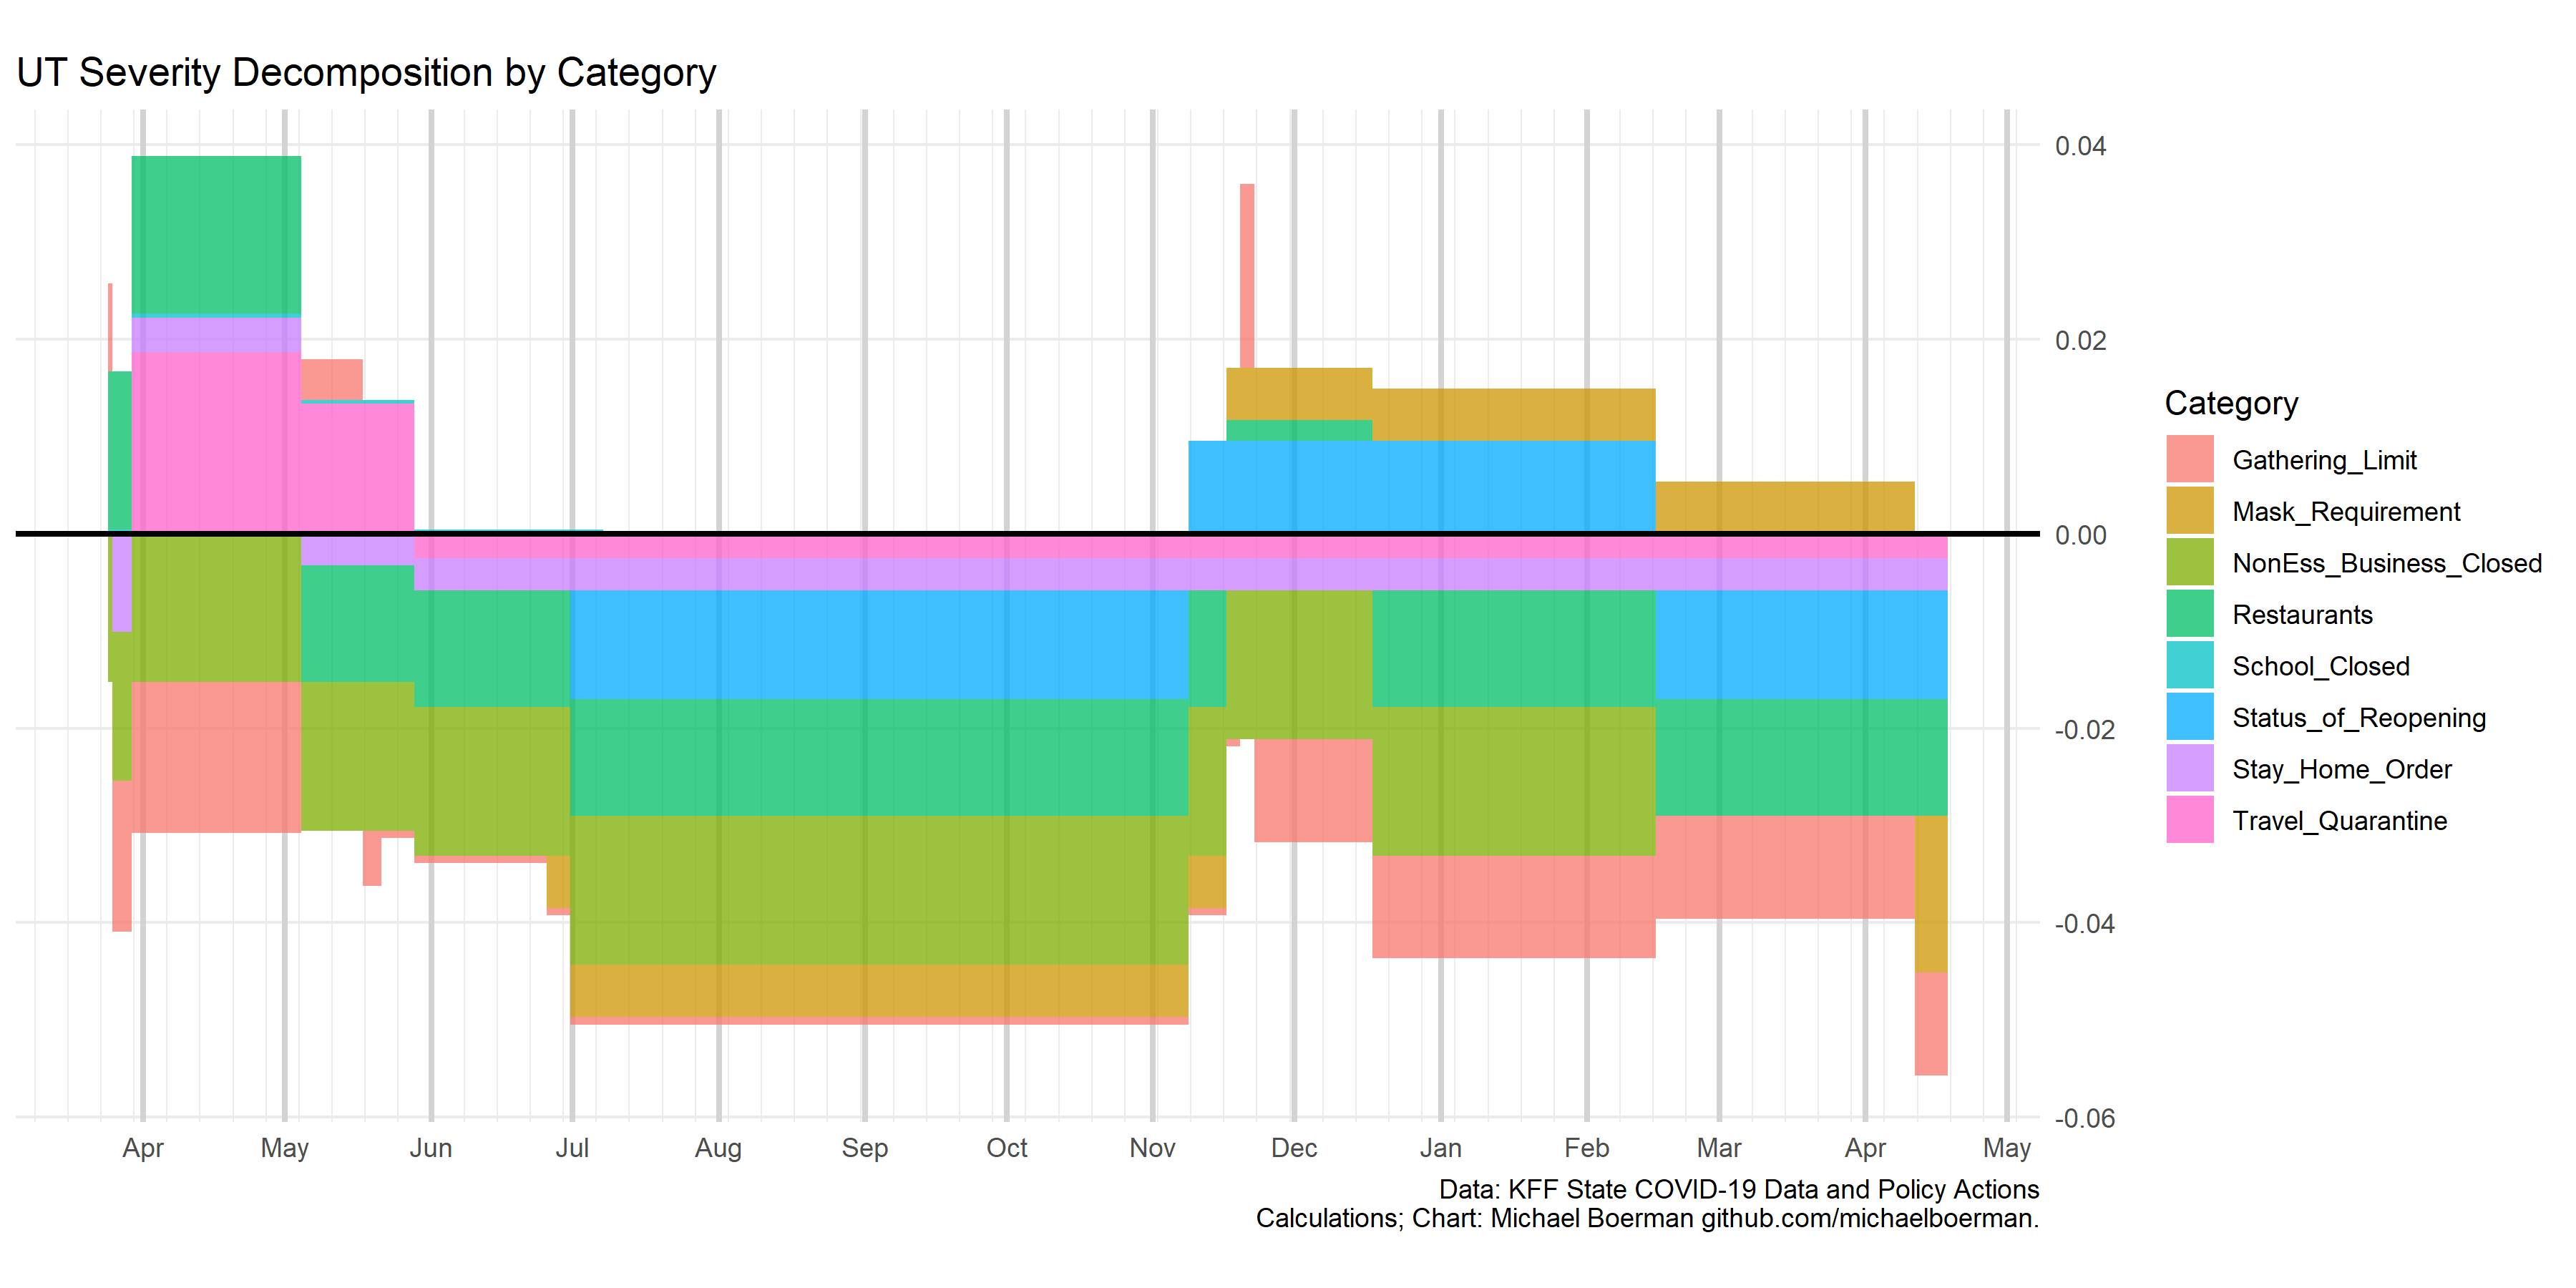 UT Severity Decomposition by Category
0.04
0.02
0.00
-0.02
-0.04
-0.06
Apr May Jun Jul Aug Sep Oct Nov Dec Jan Feb Mar Apr May
Category
Gathering_Limit
Mask_Requirement
NonEss_Business_Closed
Restaurants
School_Closed
Status_of_Reopening
Stay_Home_Order
Travel_Quarantine
Data: KFF State COVID-19 Data and Policy Actions
Calculations; Chart: Michael Boerman github.com/michaelboerman.